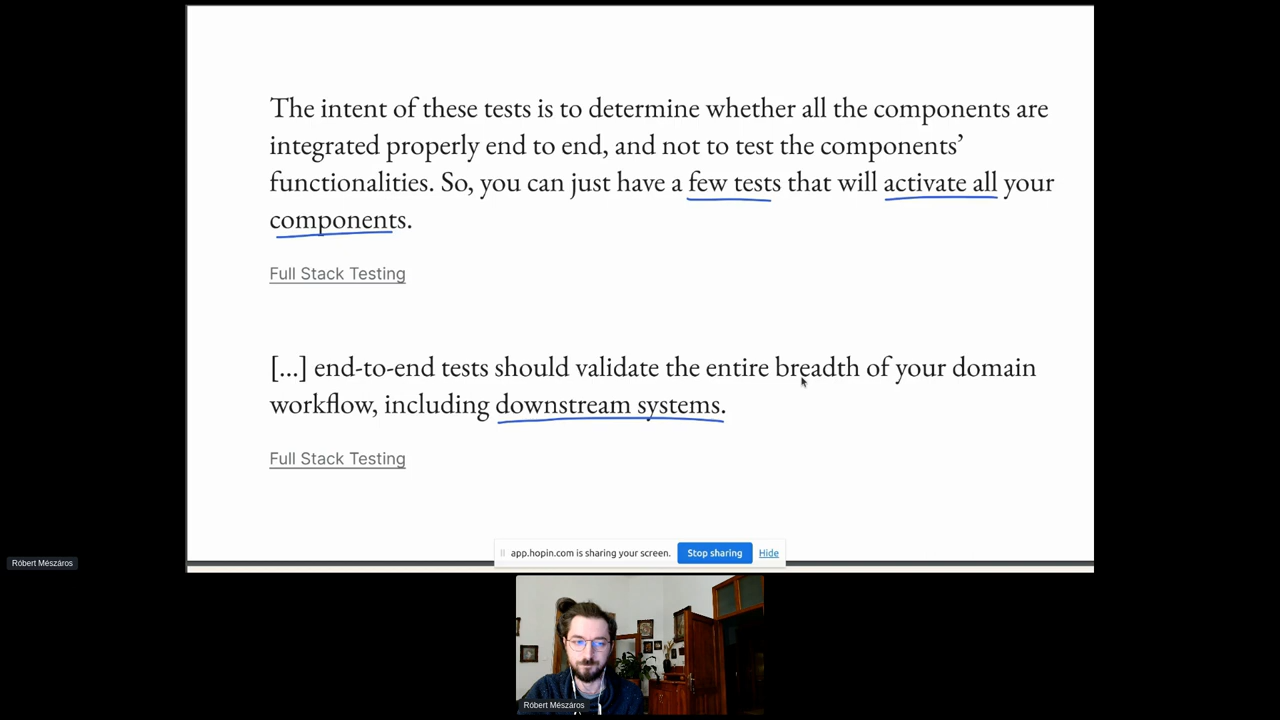 The intent of these tests is to determine whether all the components are
integrated properly end to end, and not to test the components’
functionalities. So, you can just have a few tests that will activate all your
components.
Full Stack Testing
[...] end-to-end tests should validate the entire breadth of your domain
workflow, including downstream systems.
Full Stack Testing
app.hopin.com is sharing your screen. Stop sharing Hide
Róbert Mészáros
Róbert Mészáros